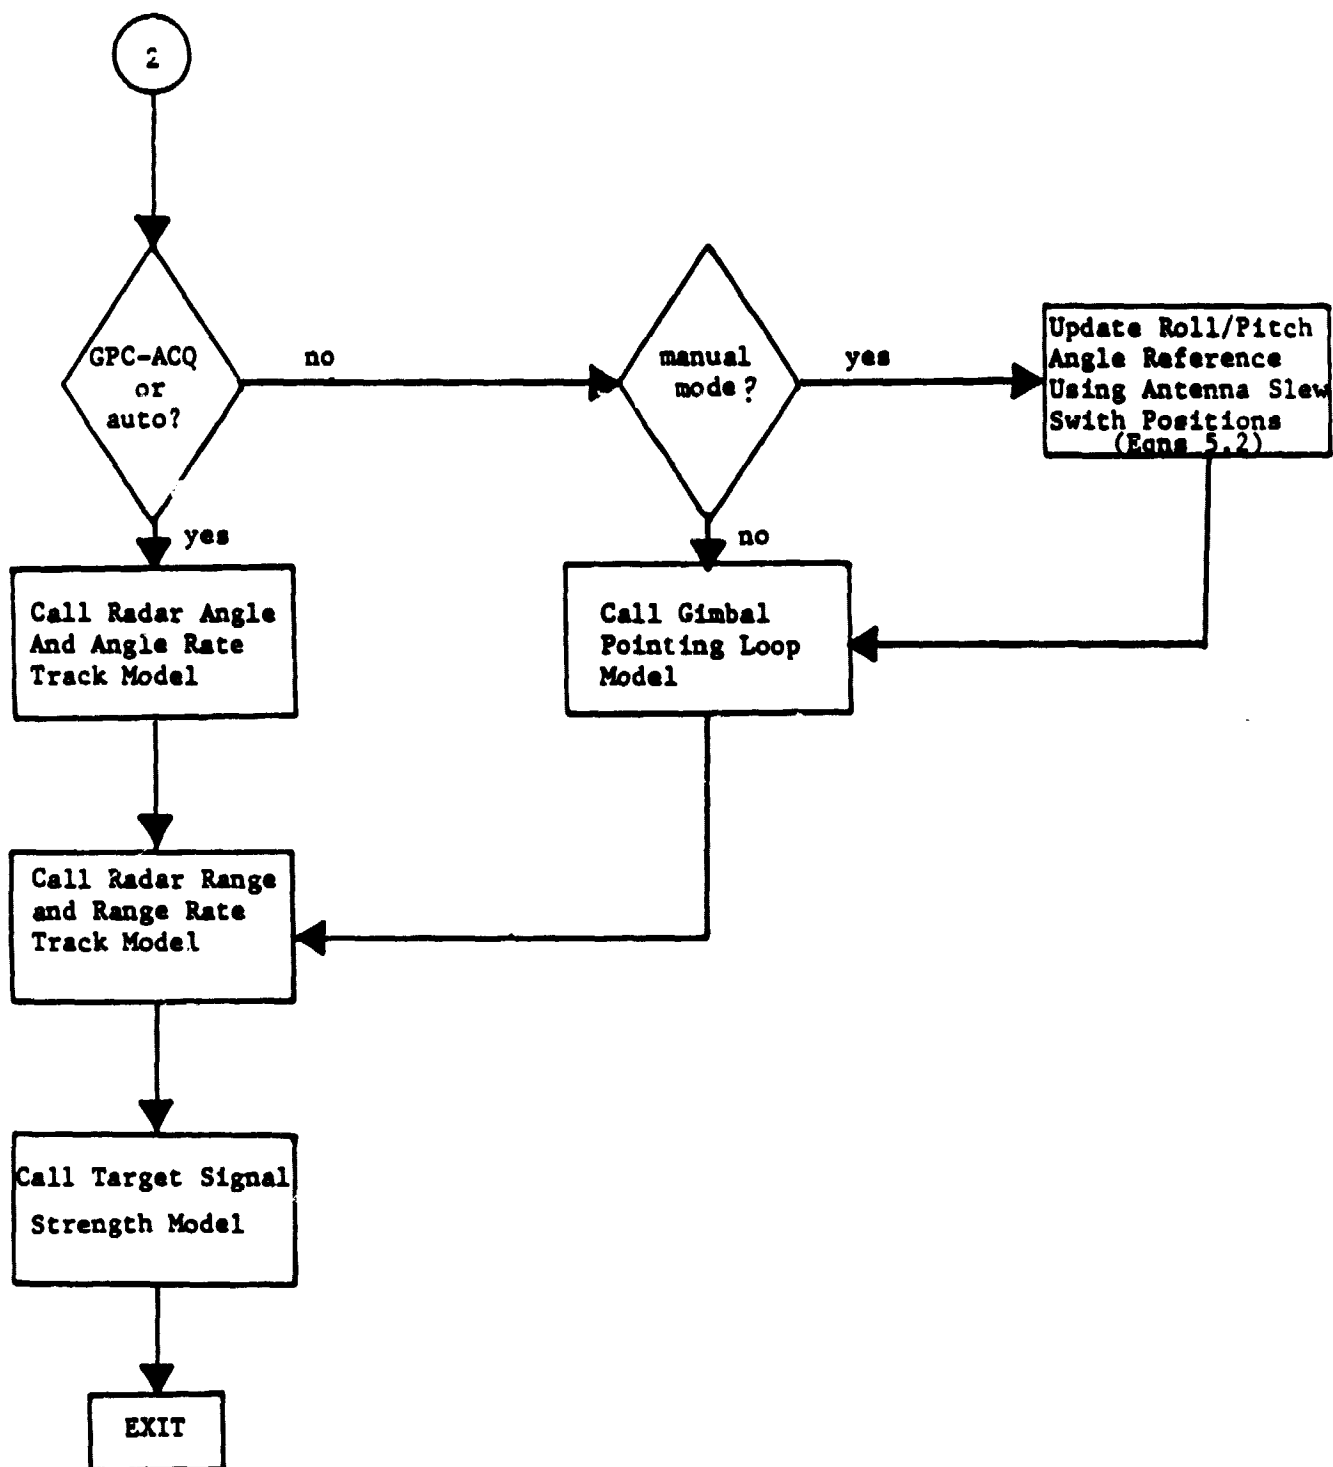 2
GPC-ACQ
or
auto?
no
manual
mode?
yes
Update Roll/Pitch
Angle Reference
Using Antenna Slew
Swith Positions
(Eqns 5.2)
yes
no
Call Radar Angle
And Angle Rate
Track Model
Call Gimbal
Pointing Loop
Model
Call Radar Range
and Range Rate
Track Model
Call Target Signal
Strength Model
EXIT